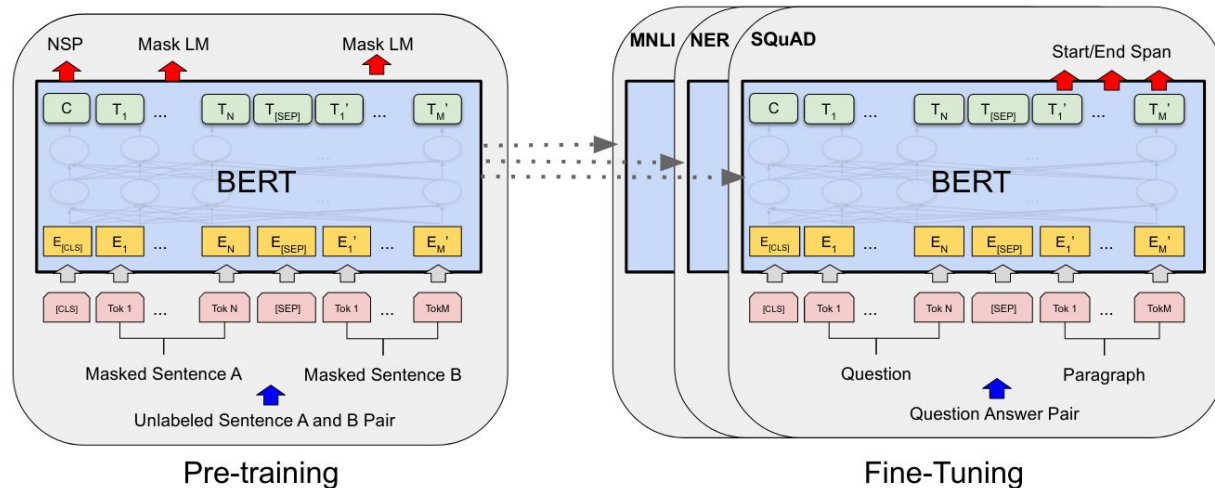 NSP Mask LM Mask LM
C T1 ... TN T[SEP] T1' ... TM'
...
...
BERT
E[CLS] E1 ... EN E[SEP] E1' ... EM'
[CLS] Tok 1 ... Tok N [SEP] Tok 1 ... TokM
Masked Sentence A Masked Sentence B
Unlabeled Sentence A and B Pair
Pre-training
MNLI NER SQuAD
Start/End Span
C T1 ... TN T[SEP] T1' ... TM'
...
...
BERT
E[CLS] E1 ... EN E[SEP] E1' ... EM'
[CLS] Tok 1 ... Tok N [SEP] Tok 1 ... TokM
Question Paragraph
Question Answer Pair
Fine-Tuning